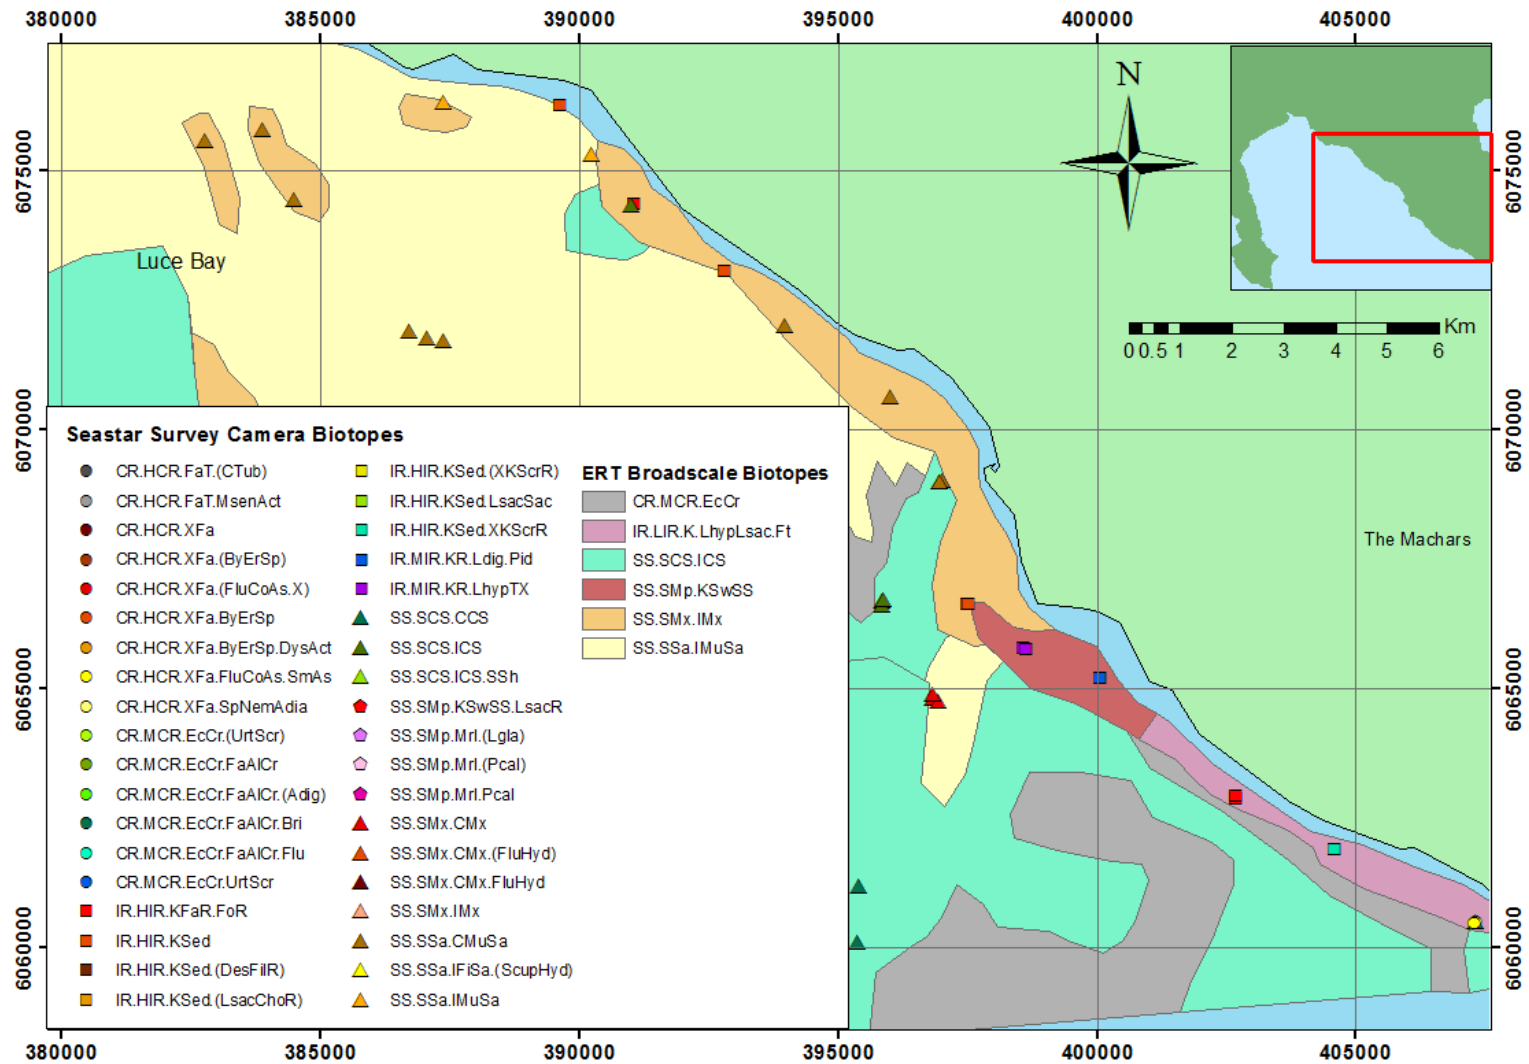 380000 385000 390000 395000 400000 405000
N
6075000 6075000
Luce Bay
Km
0 0.5 1 2 3 4 5 6
6070000 6070000
The Machars
6065000 6065000
6060000 6060000
Seastar Survey Camera Biotopes
CR.HCR.FaT.(CTub)
CR.HCR.FaT.MsenAct
CR.HCR.XFa
CR.HCR.XFa.(ByErSp)
CR.HCR.XFa.(FluCoAs.X)
CR.HCR.XFa.ByErSp
CR.HCR.XFa.ByErSp.DysAct
CR.HCR.XFa.FluCoAs.SmAs
CR.HCR.XFa.SpNemAdia
CR.MCR.EcCr.(UrtScr)
CR.MCR.EcCr.FaAlCr
CR.MCR.EcCr.FaAlCr.(Adig)
CR.MCR.EcCr.FaAlCr.Bri
CR.MCR.EcCr.FaAlCr.Flu
CR.MCR.EcCr.UrtScr
IR.HIR.KFaR.FoR
IR.HIR.KSed
IR.HIR.KSed.(DesFilR)
IR.HIR.KSed.(LsacChoR)
IR.HIR.KSed.(XKScrR)
IR.HIR.KSed.LsacSac
IR.HIR.KSed.XKScrR
IR.MIR.KR.Ldig.Pid
IR.MIR.KR.LhypTX
SS.SCS.CCS
SS.SCS.ICS
SS.SCS.ICS.SSh
SS.SMp.KSwSS.LsacR
SS.SMp.Mrl.(Lgla)
SS.SMp.Mrl.(Pcal)
SS.SMp.Mrl.Pcal
SS.SMx.CMx
SS.SMx.CMx.(FluHyd)
SS.SMx.CMx.FluHyd
SS.SMx.IMx
SS.SSa.CMuSa
SS.SSa.IFiSa.(ScupHyd)
SS.SSa.IMuSa
ERT Broadscale Biotopes
CR.MCR.EcCr
IR.LIR.K.LhypLsac.Ft
SS.SCS.ICS
SS.SMp.KSwSS
SS.SMx.IMx
SS.SSa.IMuSa
380000 385000 390000 395000 400000 405000